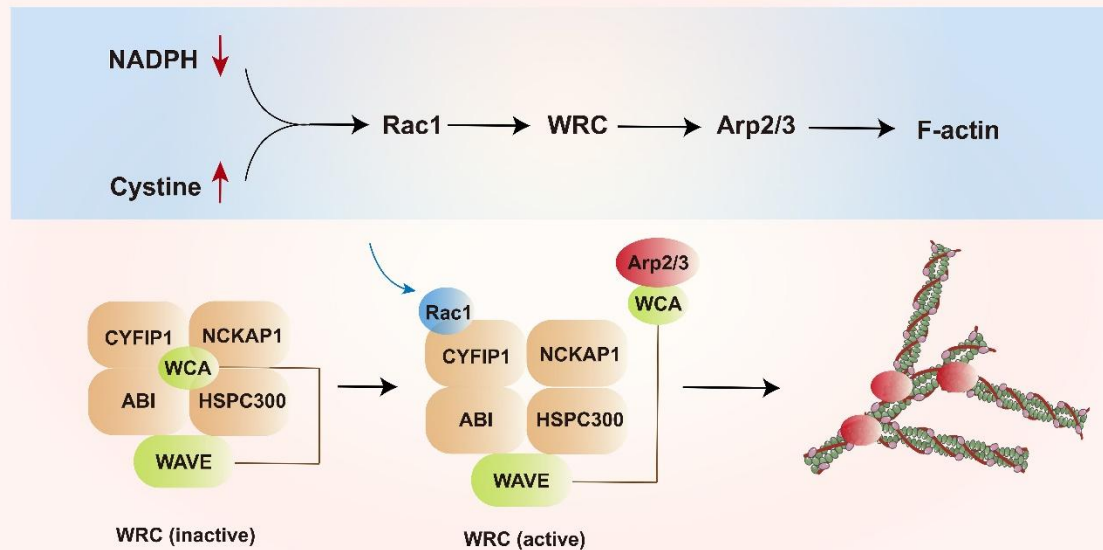 NADPH
Cystine
Rac1
WRC
Arp2/3
F-actin
CYFIP1
NCKAP1
WCA
ABI
HSPC300
WAVE
WRC (inactive)
Rac1
CYFIP1
NCKAP1
ABI
HSPC300
WAVE
WRC (active)
Arp2/3
WCA